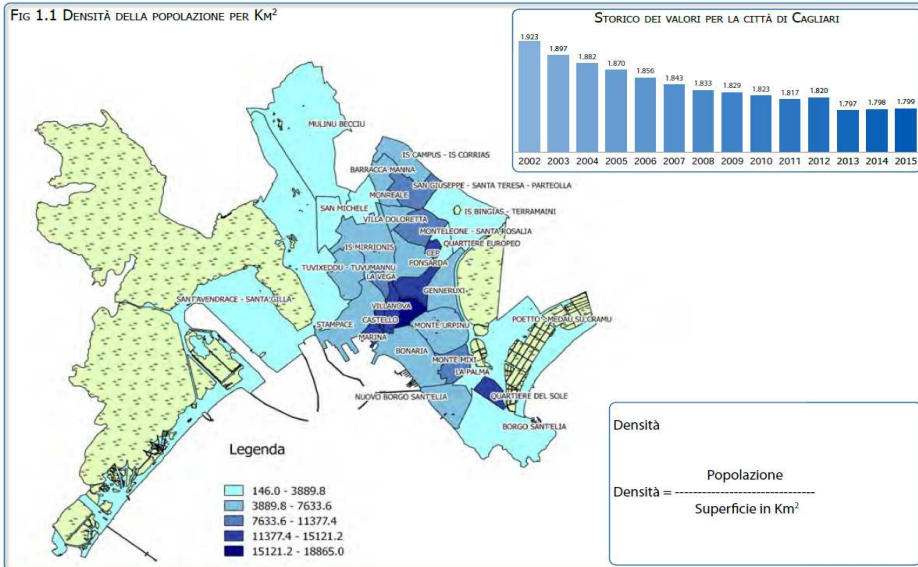 FIG 1.1 DENSITÀ DELLA POPOLAZIONE PER KM²
STORICO DEI VALORI PER LA CITTÀ DI CAGLIARI
1.923
1.897
1.882
1.870
1.856
1.843
1.833
1.829
1.823
1.817
1.820
1.797
1.798
1.799
2002 2003 2004 2005 2006 2007 2008 2009 2010 2011 2012 2013 2014 2015
MULINU BECCIU
IS CAMPUS - IS CORRIAS
BARRACCA MANNA
SAN GIUSEPPE - SANTA TERESA - PARTEOLLA
MONREALE
SAN MICHELE
IS BINGIAS - TERRAMAINI
VILLA DOLORETTA
MONTELEONE - SANTA ROSALIA
QUARTIERE EUROPEO
IS MIRRIONIS
CEP
FONSARDA
TUVIXEDDU - TUVUMANNU
LA VEGA
GENNERUXI
SANT'AVENDRACE - SANTA GILLA
VILLANOVA
CASTELLO
POETTO - MEDAU SU CRAMU
STAMPACE
MONTE URPINU
MARINA
BONARIA
MONTE MIXI
LA PALMA
NUOVO BORGO SANT'ELIA
QUARTIERE DEL SOLE
BORGO SANT'ELIA
Legenda
146.0 - 3889.8
3889.8 - 7633.6
7633.6 - 11377.4
11377.4 - 15121.2
15121.2 - 18865.0
Densità
Popolazione
Densità = -------------------------------
Superficie in Km²